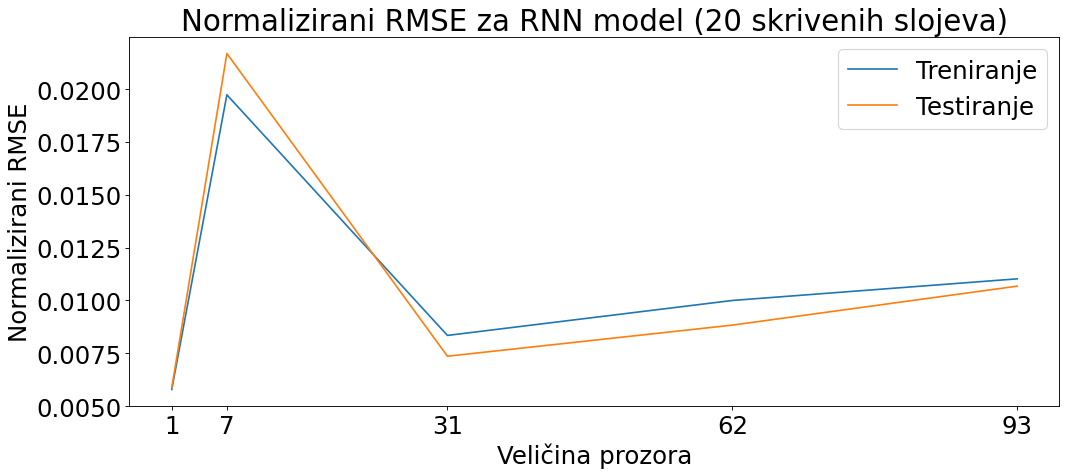 Normalizirani RMSE za RNN model (20 skrivenih slojeva)
Treniranje
Testiranje
Normalizirani RMSE
0.0200
0.0175
0.0150
0.0125
0.0100
0.0075
0.0050
1 7 31 62 93
Veličina prozora